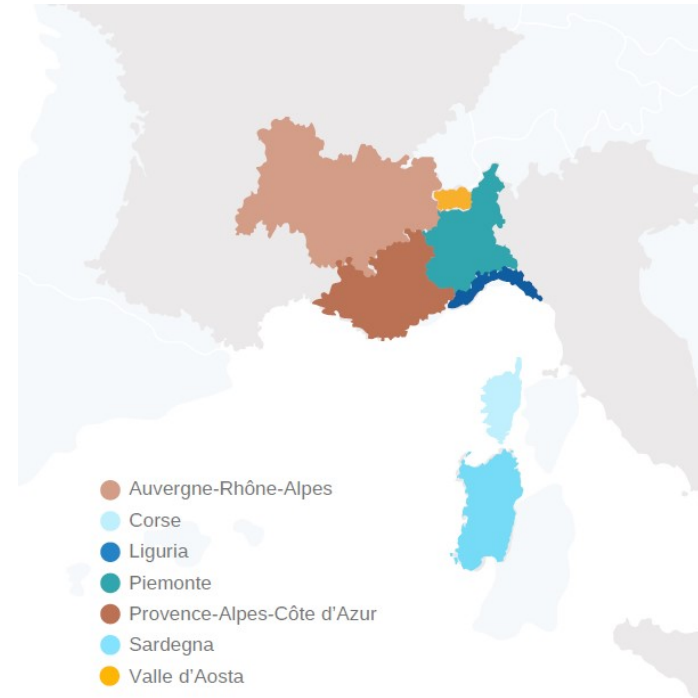 Auvergne-Rhône-Alpes
Corse
Liguria
Piemonte
Provence-Alpes-Côte d’Azur
Sardegna
Valle d’Aosta